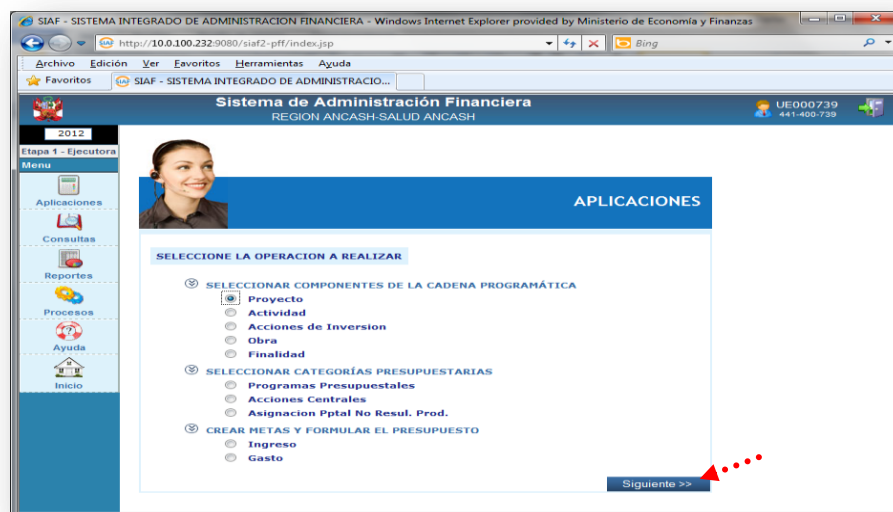 SIAF - SISTEMA INTEGRADO DE ADMINISTRACION FINANCIERA - Windows Internet Explorer provided by Ministerio de Economía y Finanzas
http://10.0.100.232:9080/siaf2-pff/index.jsp
Bing
Archivo Edición Ver Favoritos Herramientas Ayuda
Favoritos
SIAF - SISTEMA INTEGRADO DE ADMINISTRACIO...
Sistema de Administración Financiera
REGION ANCASH-SALUD ANCASH
UE000739
441-400-739
2012
Etapa 1 - Ejecutora
Menu
Aplicaciones
Consultas
Reportes
Procesos
Ayuda
Inicio
APLICACIONES
SELECCIONE LA OPERACION A REALIZAR
SELECCIONAR COMPONENTES DE LA CADENA PROGRAMÁTICA
Proyecto
Actividad
Acciones de Inversion
Obra
Finalidad
SELECCIONAR CATEGORÍAS PRESUPUESTARIAS
Programas Presupuestales
Acciones Centrales
Asignacion Pptal No Resul. Prod.
CREAR METAS Y FORMULAR EL PRESUPUESTO
Ingreso
Gasto
Siguiente >>